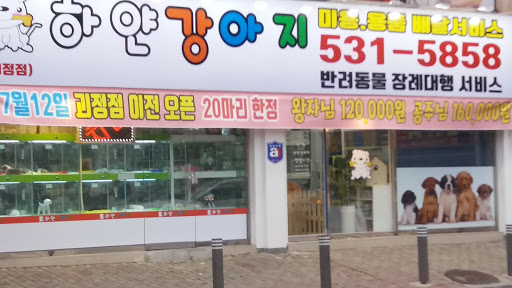 하얀강아지
미용,용품 배달서비스
531-5858
반려동물 장례대행 서비스
괴정점)
7월12일 괴정점 이전 오픈 20마리 한정 왕자님 120,000원 공주님 160,000원